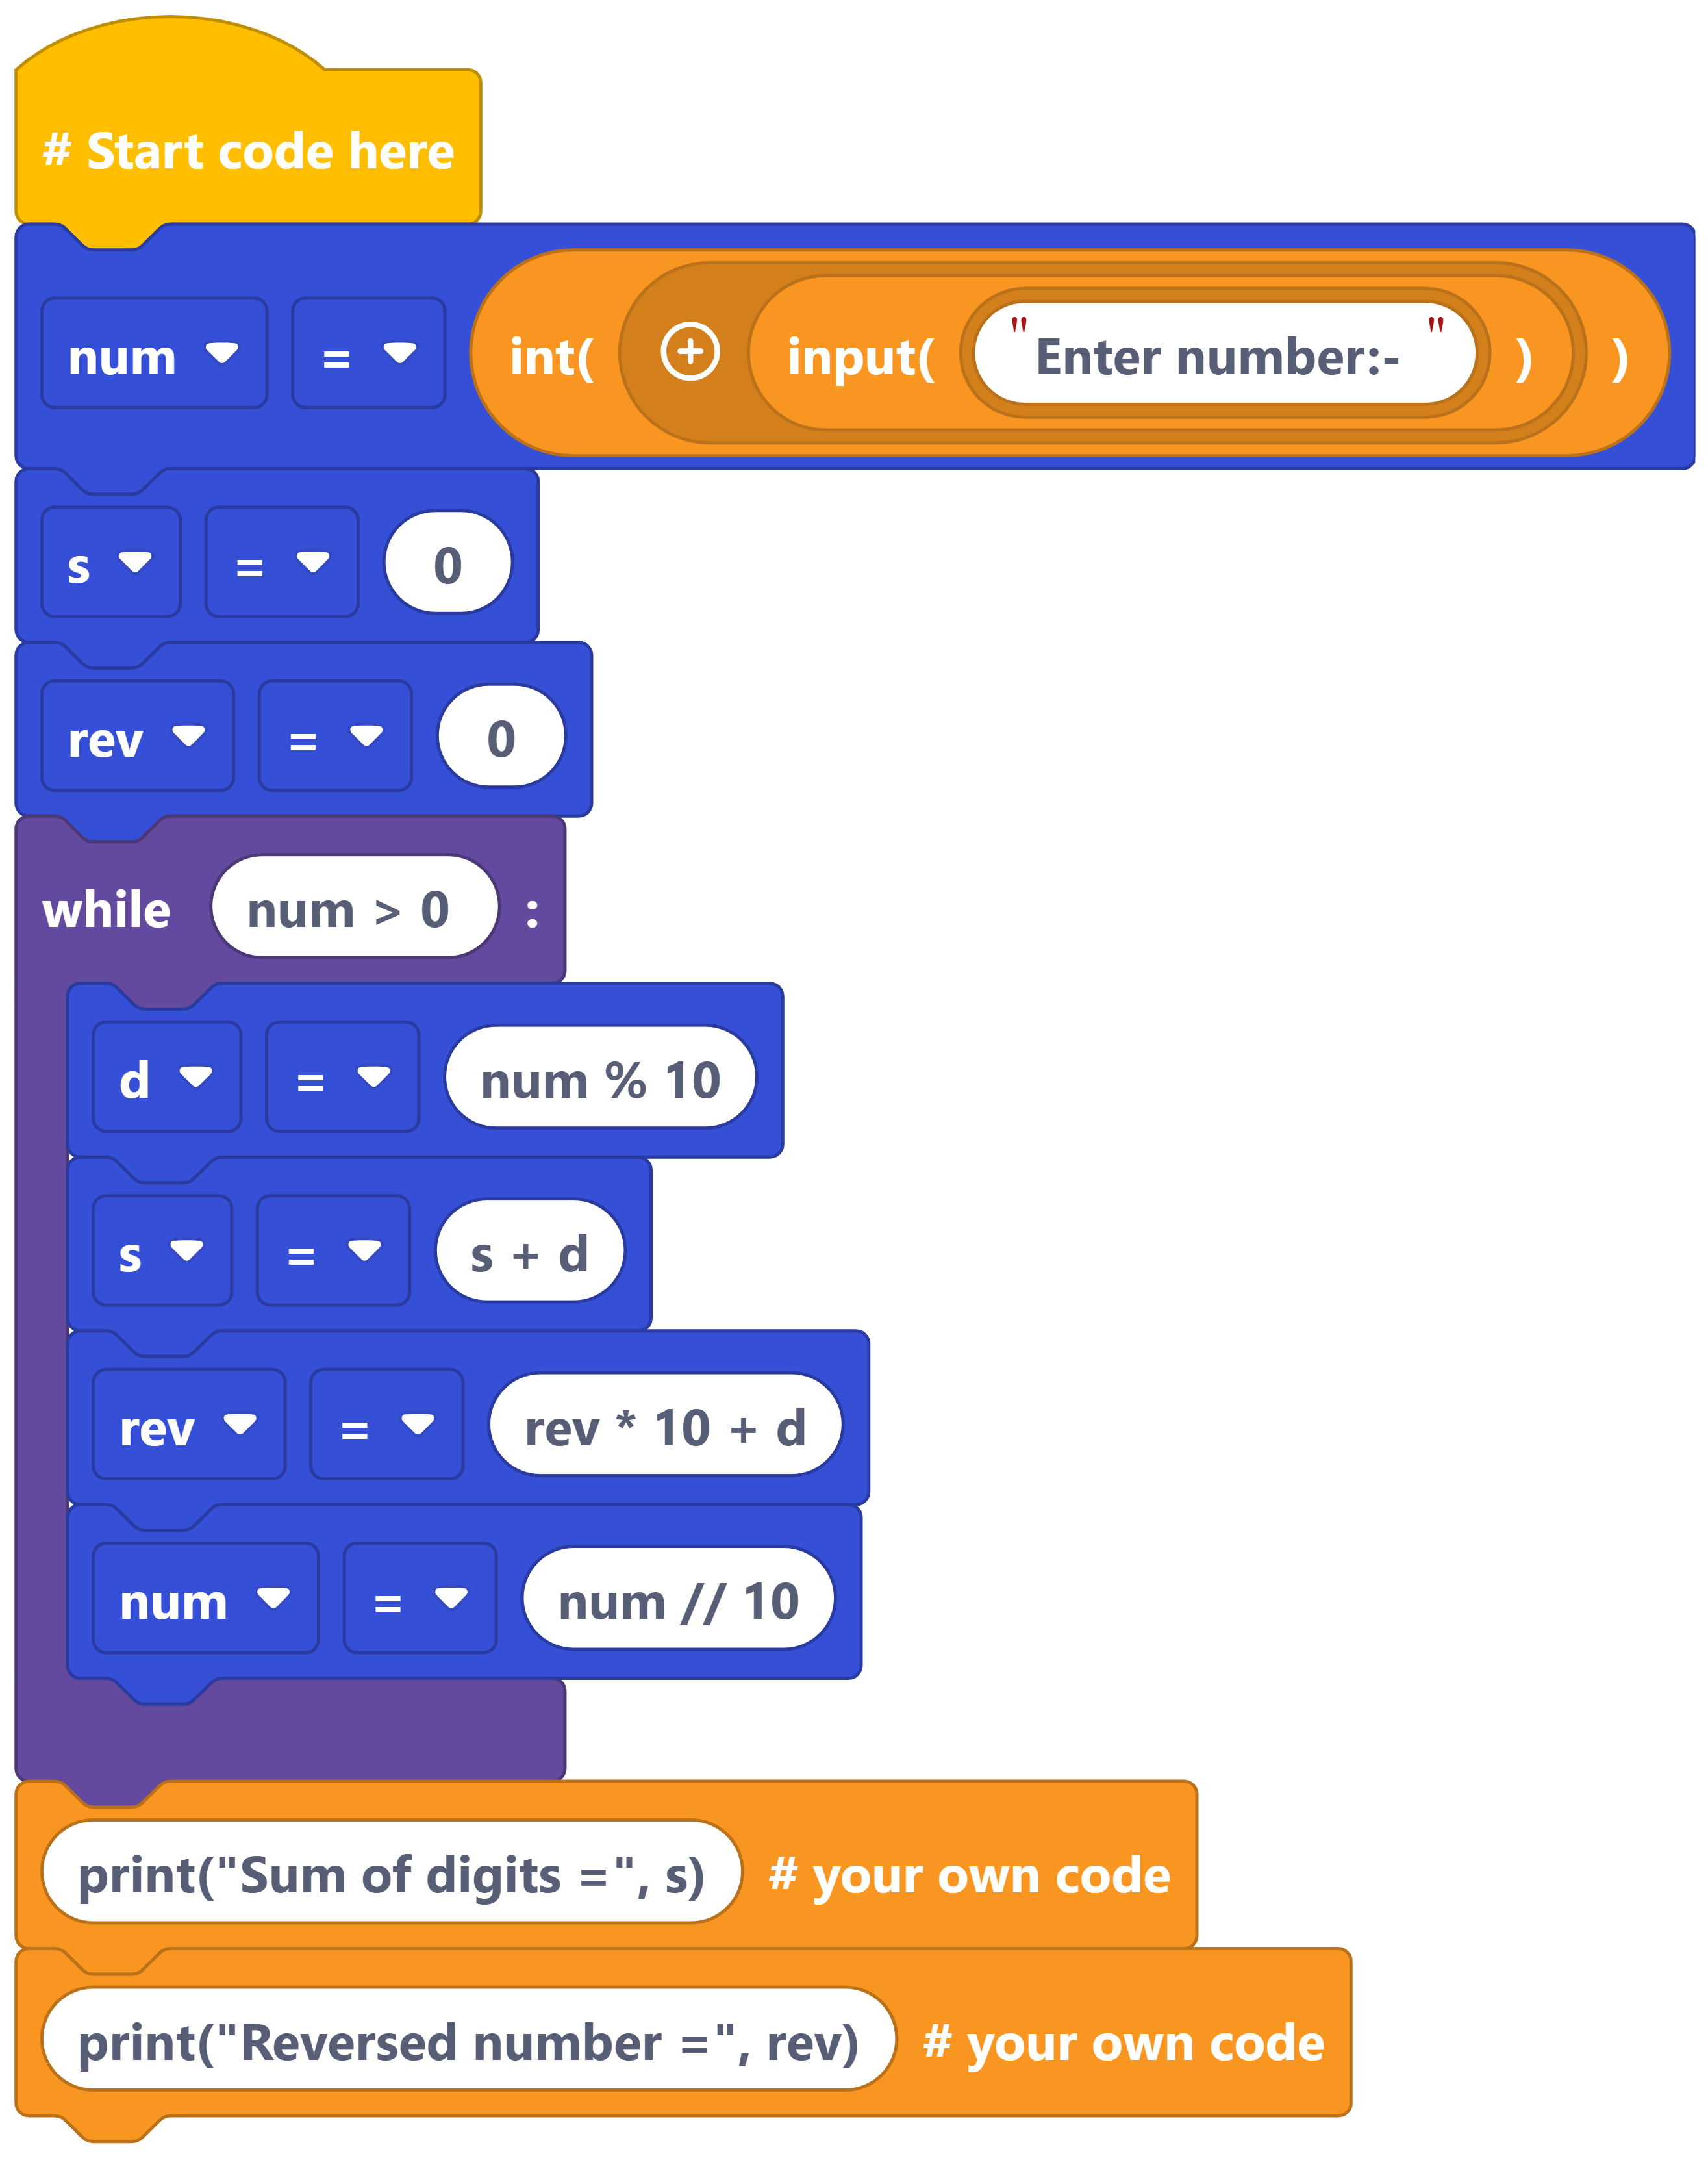 # Start code here
num = int( input( "Enter number:- " ) )
s = 0
rev = 0
while num > 0 :
d = num % 10
s = s + d
rev = rev * 10 + d
num = num // 10
print("Sum of digits =", s) # your own code
print("Reversed number =", rev) # your own code